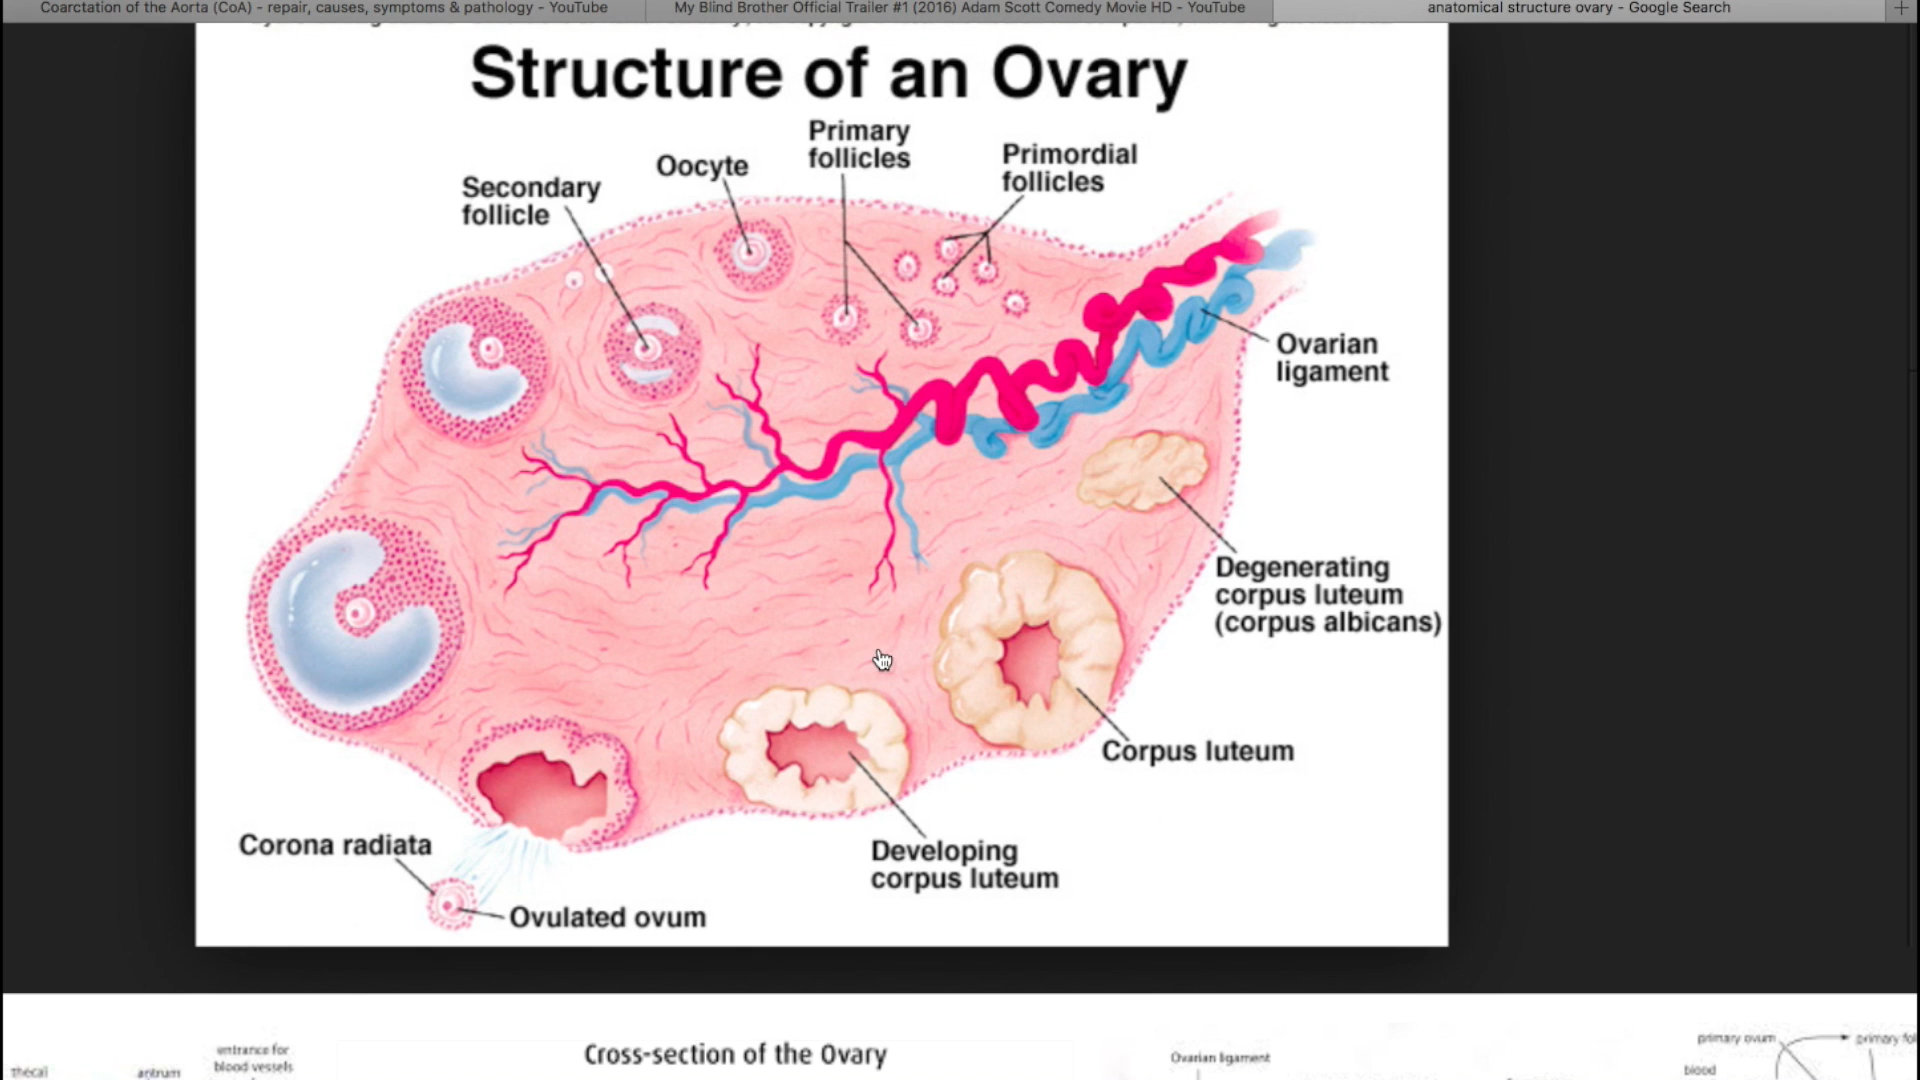 Coarctation of the Aorta (CoA) - repair, causes, symptoms & pathology - YouTube
My Blind Brother Official Trailer #1 (2016) Adam Scott Comedy Movie HD - YouTube
anatomical structure ovary - Google Search
Structure of an Ovary
Primary
follicles
Primordial
follicles
Oocyte
Secondary
follicle
Ovarian
ligament
Degenerating
corpus luteum
(corpus albicans)
Corpus luteum
Developing
corpus luteum
Corona radiata
Ovulated ovum
Cross-section of the Ovary
entrance for
blood vessels
thecal
antrum
Ovarian ligament
primary ovum
primary fol
blood